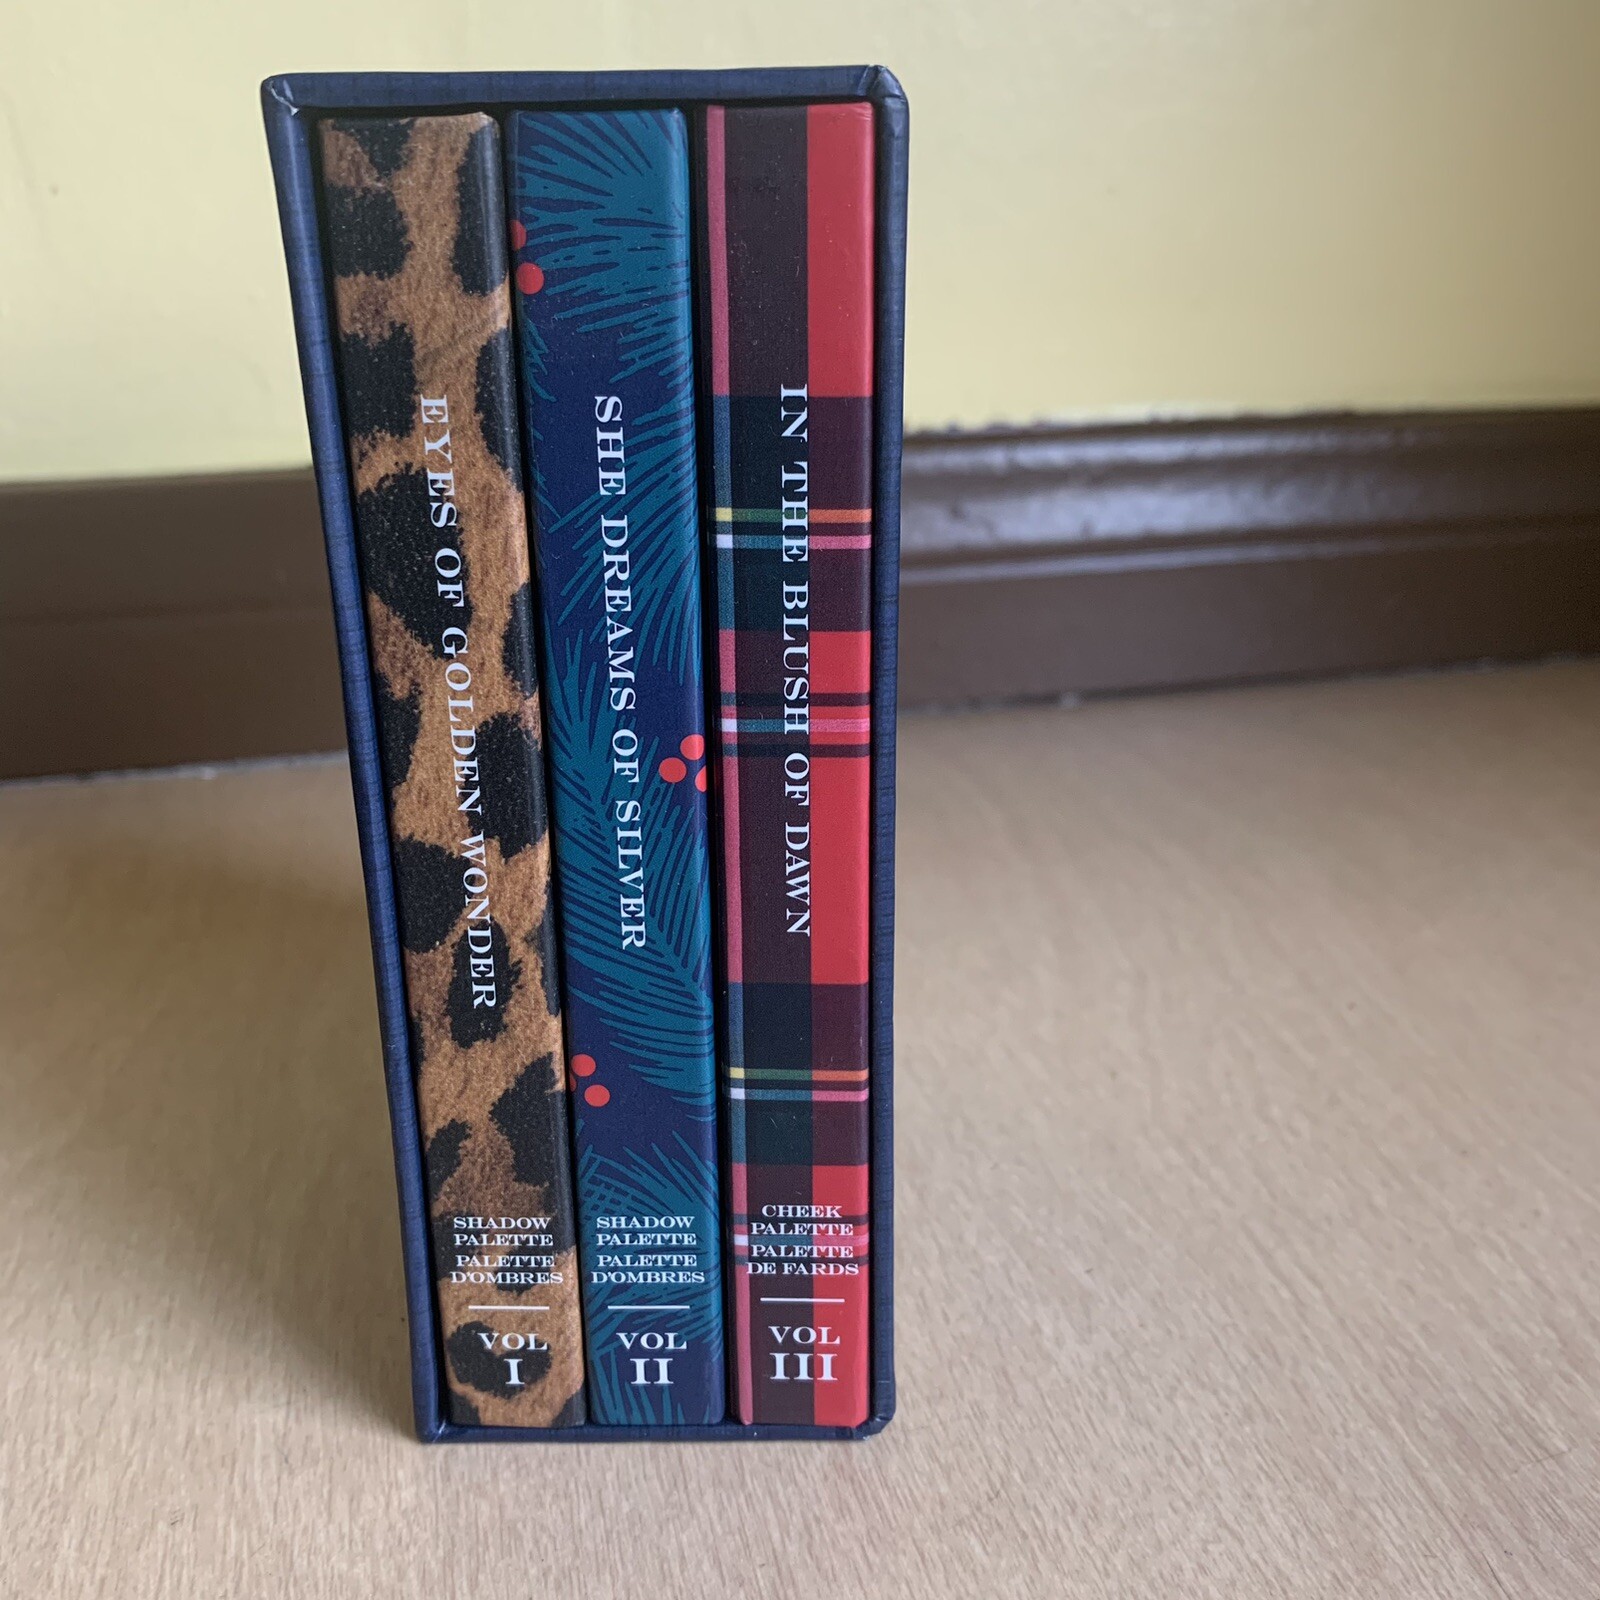 EYES OF GOLDEN WONDER
SHADOW
PALETTE
PALETTE
D'OMBRES
VOL
I
SHE DREAMS OF SILVER
SHADOW
PALETTE
PALETTE
D'OMBRES
VOL
II
IN THE BLUSH OF DAWN
CHEEK
PALETTE
PALETTE
DE FARDS
VOL
III